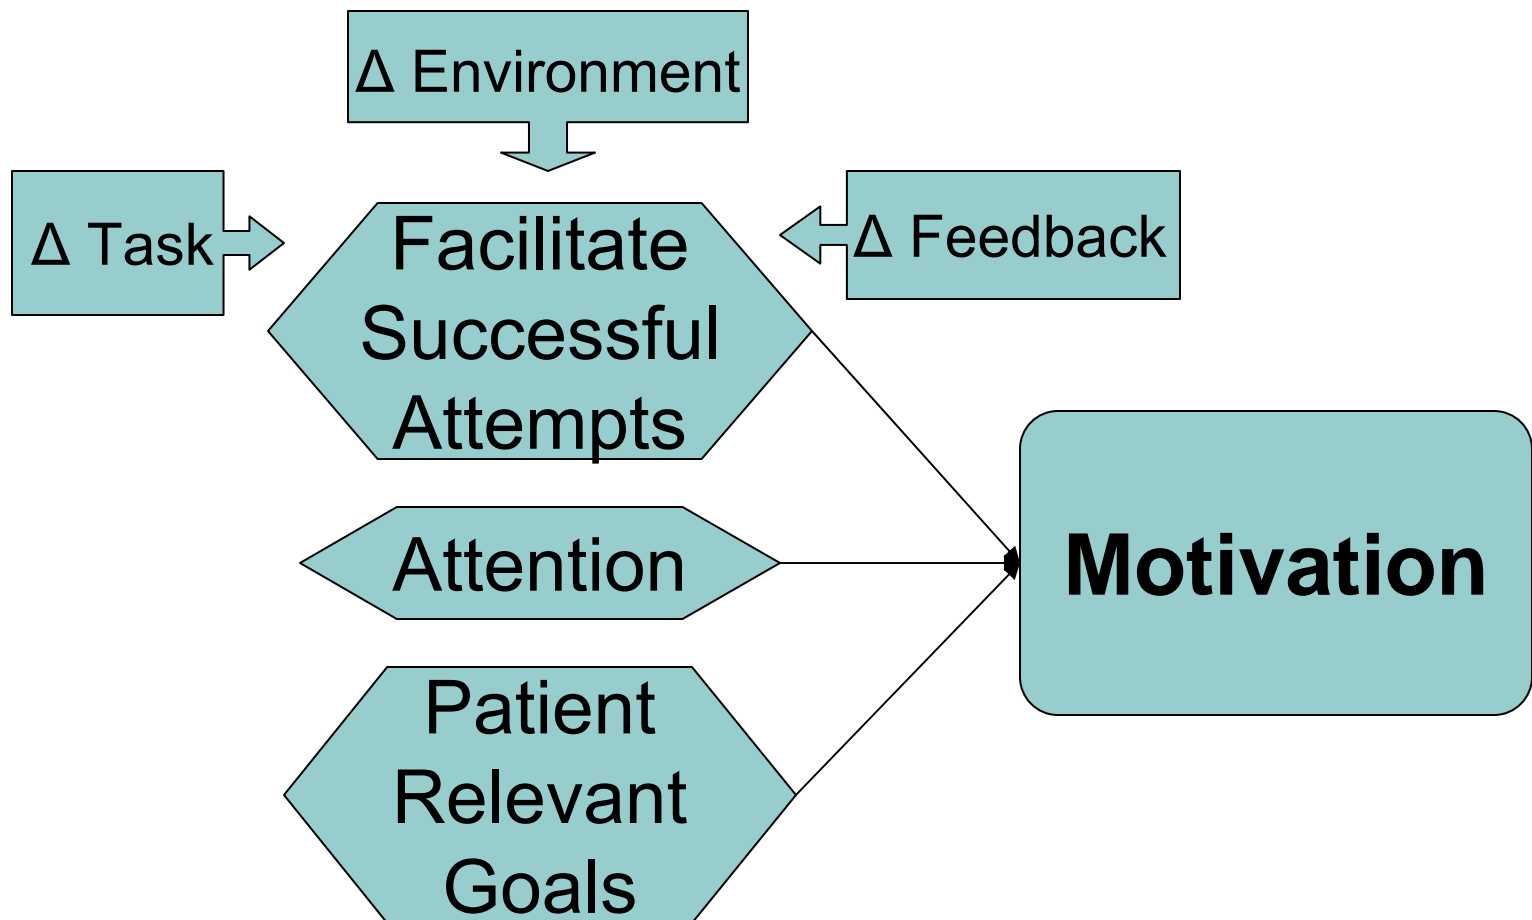 Δ Environment
Δ Task
Δ Feedback
Facilitate
Successful
Attempts
Attention
Motivation
Patient
Relevant
Goals